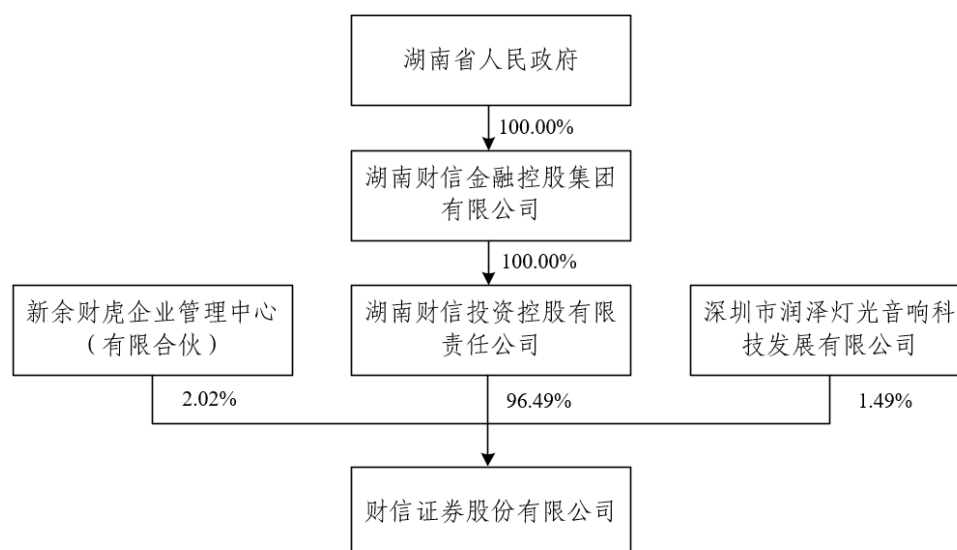 湖南省人民政府
100.00%
湖南财信金融控股集团
有限公司
100.00%
新余财虎企业管理中心
（有限合伙）
湖南财信投资控股有限
责任公司
深圳市润泽灯光音响科
技发展有限公司
2.02%
96.49%
1.49%
财信证券股份有限公司